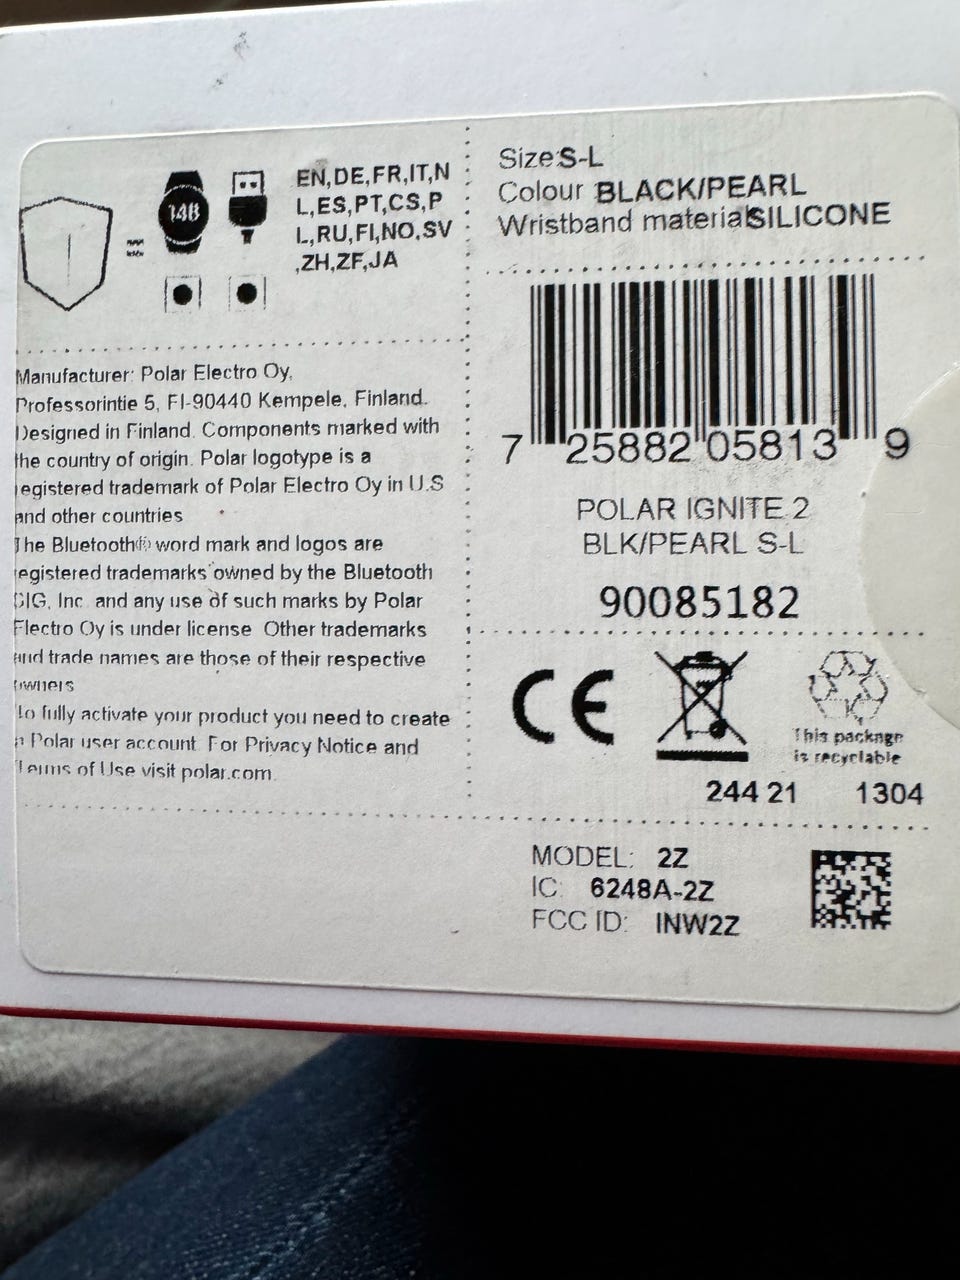 148
EN,DE,FR,IT,N
L,ES,PT,CS,P
L,RU,FI,NO,SV
,ZH,ZF,JA
Manufacturer: Polar Electro Oy,
Professorintie 5, FI-90440 Kempele, Finland.
Designed in Finland. Components marked with
the country of origin. Polar logotype is a
registered trademark of Polar Electro Oy in U.S
and other countries
The Bluetooth® word mark and logos are
registered trademarks owned by the Bluetooth
SIG, Inc. and any use of such marks by Polar
Electro Oy is under license Other trademarks
and trade names are those of their respective
owners
To fully activate your product you need to create
a Polar user account. For Privacy Notice and
Terms of Use visit polar.com.
Size:S-L
Colour BLACK/PEARL
Wristband material:SILICONE
7 25882 05813 9
POLAR IGNITE 2
BLK/PEARL S-L
90085182
CE
This package
is recyclable
244 21 1304
MODEL: 2Z
IC: 6248A-2Z
FCC ID: INW2Z